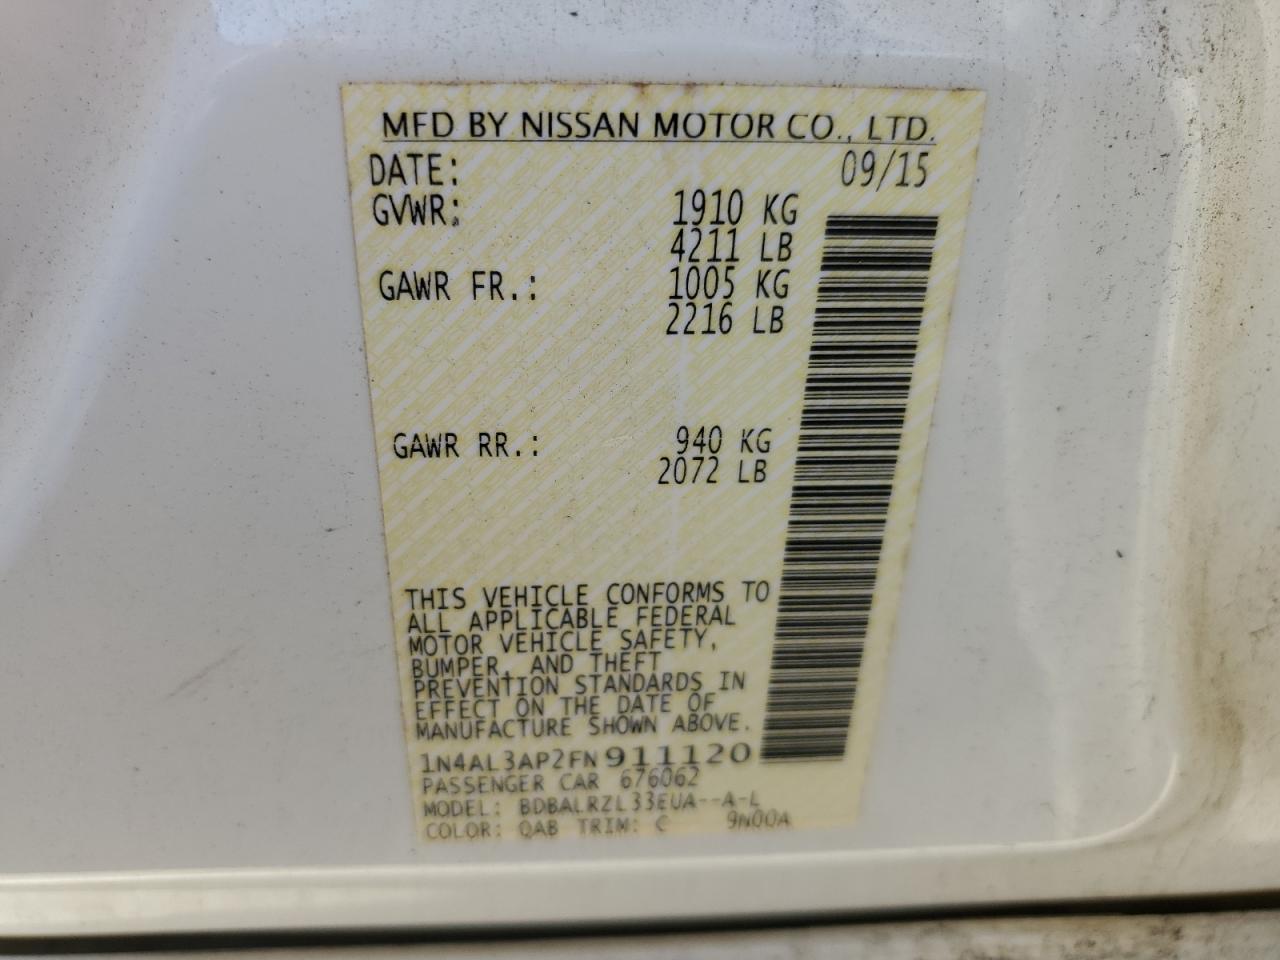 MFD BY NISSAN MOTOR CO., LTD.
DATE: 09/15
GVWR: 1910 KG
4211 LB
GAWR FR.: 1005 KG
2216 LB
GAWR RR.: 940 KG
2072 LB
THIS VEHICLE CONFORMS TO
ALL APPLICABLE FEDERAL
MOTOR VEHICLE SAFETY,
BUMPER, AND THEFT
PREVENTION STANDARDS IN
EFFECT ON THE DATE OF
MANUFACTURE SHOWN ABOVE.
1N4AL3AP2FN911120
PASSENGER CAR 676062
MODEL: BDBALRZL33EUA--A-L
COLOR: QAB TRIM: C 9N00A